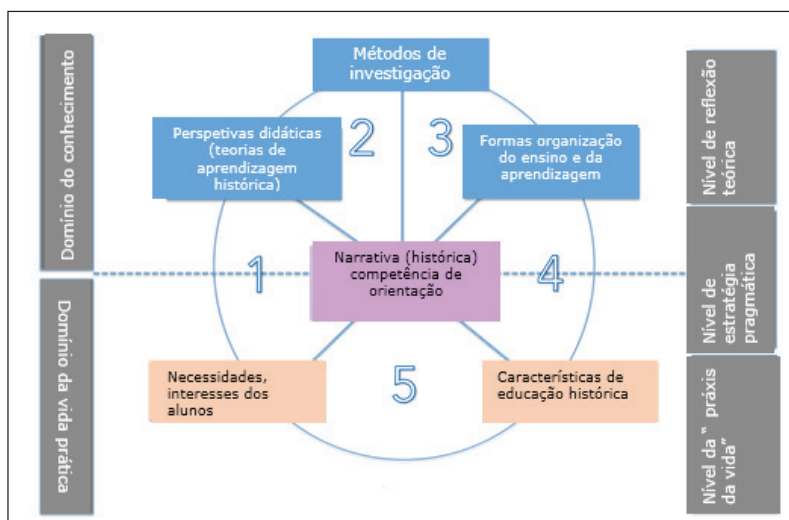 Métodos de
investigação
Domínio do conhecimento
Nível de reflexão
teórica
2
3
Perspetivas didáticas
(teorias de
aprendizagem
histórica)
Formas organização
do ensino e da
aprendizagem
1
Narrativa (histórica)
competência de
orientação
4
Nível de
estratégia
pragmática
Domínio da vida prática
Necessidades,
interesses dos
alunos
5
Características de
educação histórica
Nível da “ práxis
da vida”